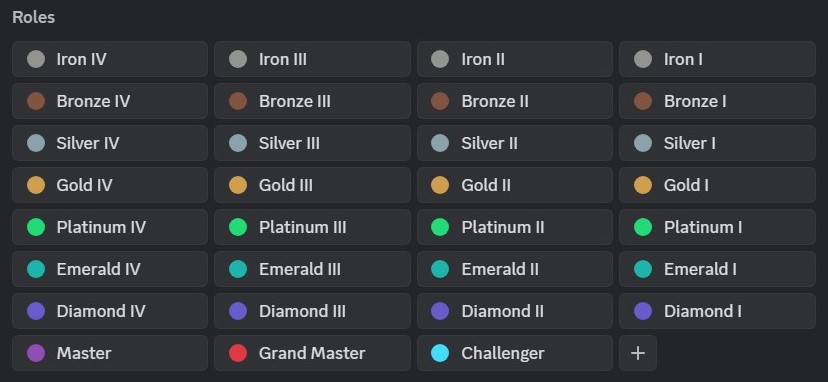 Roles
Iron IV Iron III Iron II Iron I
Bronze IV Bronze III Bronze II Bronze I
Silver IV Silver III Silver II Silver I
Gold IV Gold III Gold II Gold I
Platinum IV Platinum III Platinum II Platinum I
Emerald IV Emerald III Emerald II Emerald I
Diamond IV Diamond III Diamond II Diamond I
Master Grand Master Challenger +